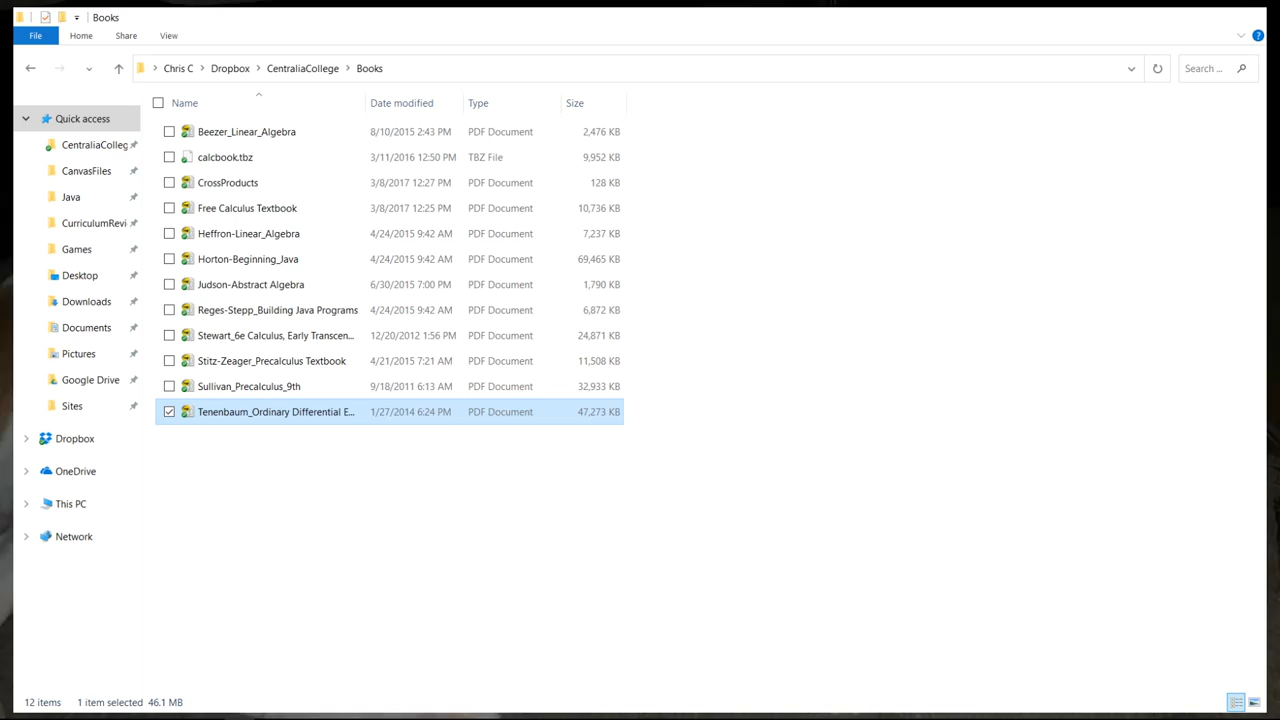 Books
File Home Share View
Chris C Dropbox CentraliaCollege Books Search ...
Name Date modified Type Size
Quick access
CentraliaColleg
CanvasFiles
Java
CurriculumRevi
Games
Desktop
Downloads
Documents
Pictures
Google Drive
Sites
Dropbox
OneDrive
This PC
Network
Beezer_Linear_Algebra 8/10/2015 2:43 PM PDF Document 2,476 KB
calcbook.tbz 3/11/2016 12:50 PM TBZ File 9,952 KB
CrossProducts 3/8/2017 12:27 PM PDF Document 128 KB
Free Calculus Textbook 3/8/2017 12:25 PM PDF Document 10,736 KB
Heffron-Linear_Algebra 4/24/2015 9:42 AM PDF Document 7,237 KB
Horton-Beginning_Java 4/24/2015 9:42 AM PDF Document 69,465 KB
Judson-Abstract Algebra 6/30/2015 7:00 PM PDF Document 1,790 KB
Reges-Stepp_Building Java Programs 4/24/2015 9:42 AM PDF Document 6,872 KB
Stewart_6e Calculus, Early Transcen... 12/20/2012 1:56 PM PDF Document 24,871 KB
Stitz-Zeager_Precalculus Textbook 4/21/2015 7:21 AM PDF Document 11,508 KB
Sullivan_Precalculus_9th 9/18/2011 6:13 AM PDF Document 32,933 KB
Tenenbaum_Ordinary Differential E... 1/27/2014 6:24 PM PDF Document 47,273 KB
12 items 1 item selected 46.1 MB